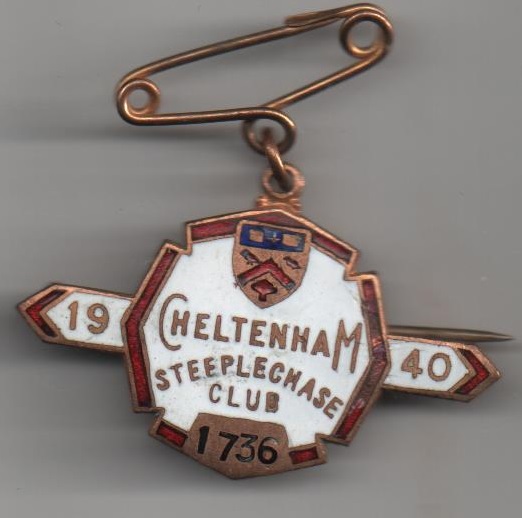 19
CHELTENHAM
40
STEEPLECHASE
CLUB
1736